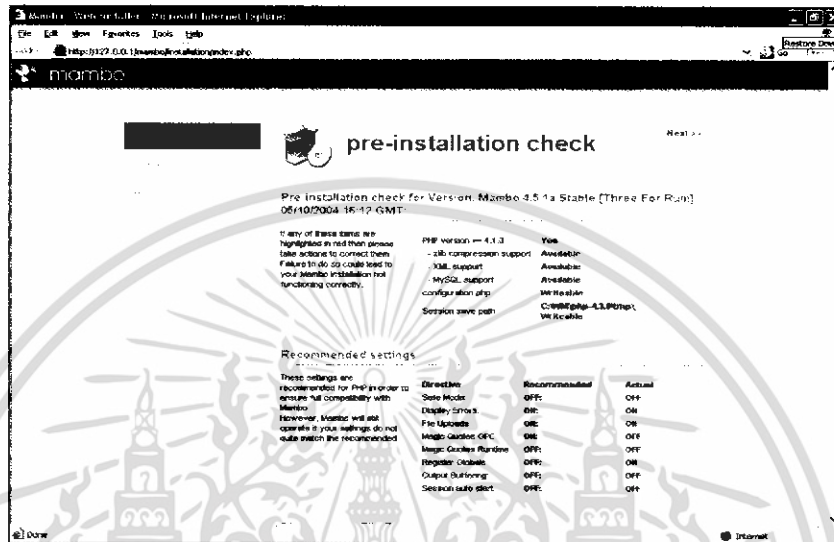 Mambo - Web Installer - Microsoft Internet Explorer
File Edit View Favorites Tools Help
http://127.0.0.1/mambo/installation/index.php
Go
Restore Down
mambo
pre-installation check
Next >>
Pre installation check for Version: Mambo 4.5 1a Stable [Three For Run]
05/10/2004 16:12 GMT:
If any of these items are
highlighted in red then please
take actions to correct them
Failure to do so could lead to
your Mambo installation not
functioning correctly.
PHP version >= 4.1.0 Yes
- zlib compression support Available
- XML support Available
- MySQL support Available
configuration php Writeable
Session save path
Writeable
Recommended settings
These settings are
recommended for PHP in order to
ensure full compatibility with
Mambo
However, Mambo will still
operate if your settings do not
quite match the recommended
Directive Recommended Actual
Safe Mode: OFF: OFF
Display Errors: ON: ON
File Uploads: ON: ON
Magic Quotes GPC: ON: OFF
Magic Quotes Runtime: OFF: OFF
Register Globals: OFF: ON
Output Buffering: OFF: OFF
Session auto start: OFF: OFF
Done
Internet